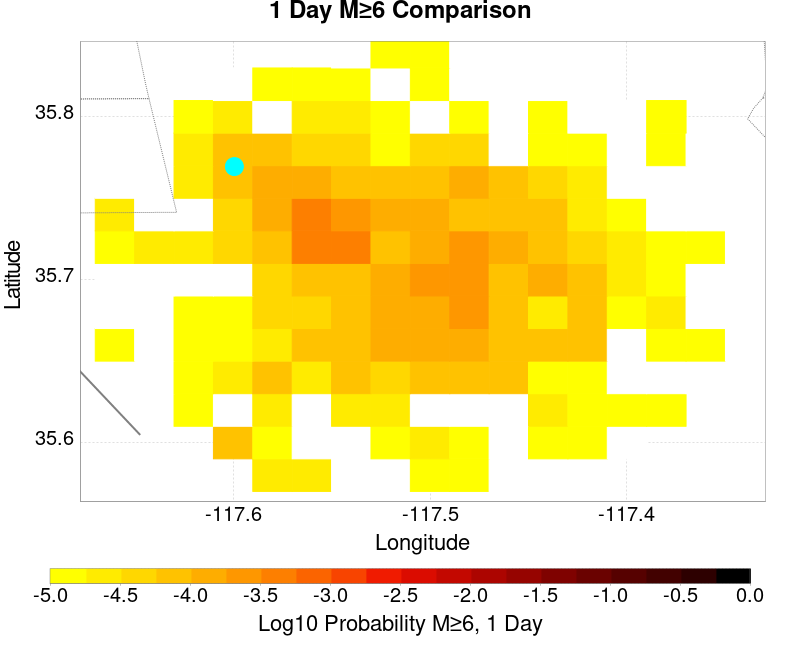 1 Day M≥6 Comparison
35.8
35.7
35.6
Latitude
-117.6 -117.5 -117.4
Longitude
-5.0 -4.5 -4.0 -3.5 -3.0 -2.5 -2.0 -1.5 -1.0 -0.5 0.0
Log10 Probability M≥6, 1 Day